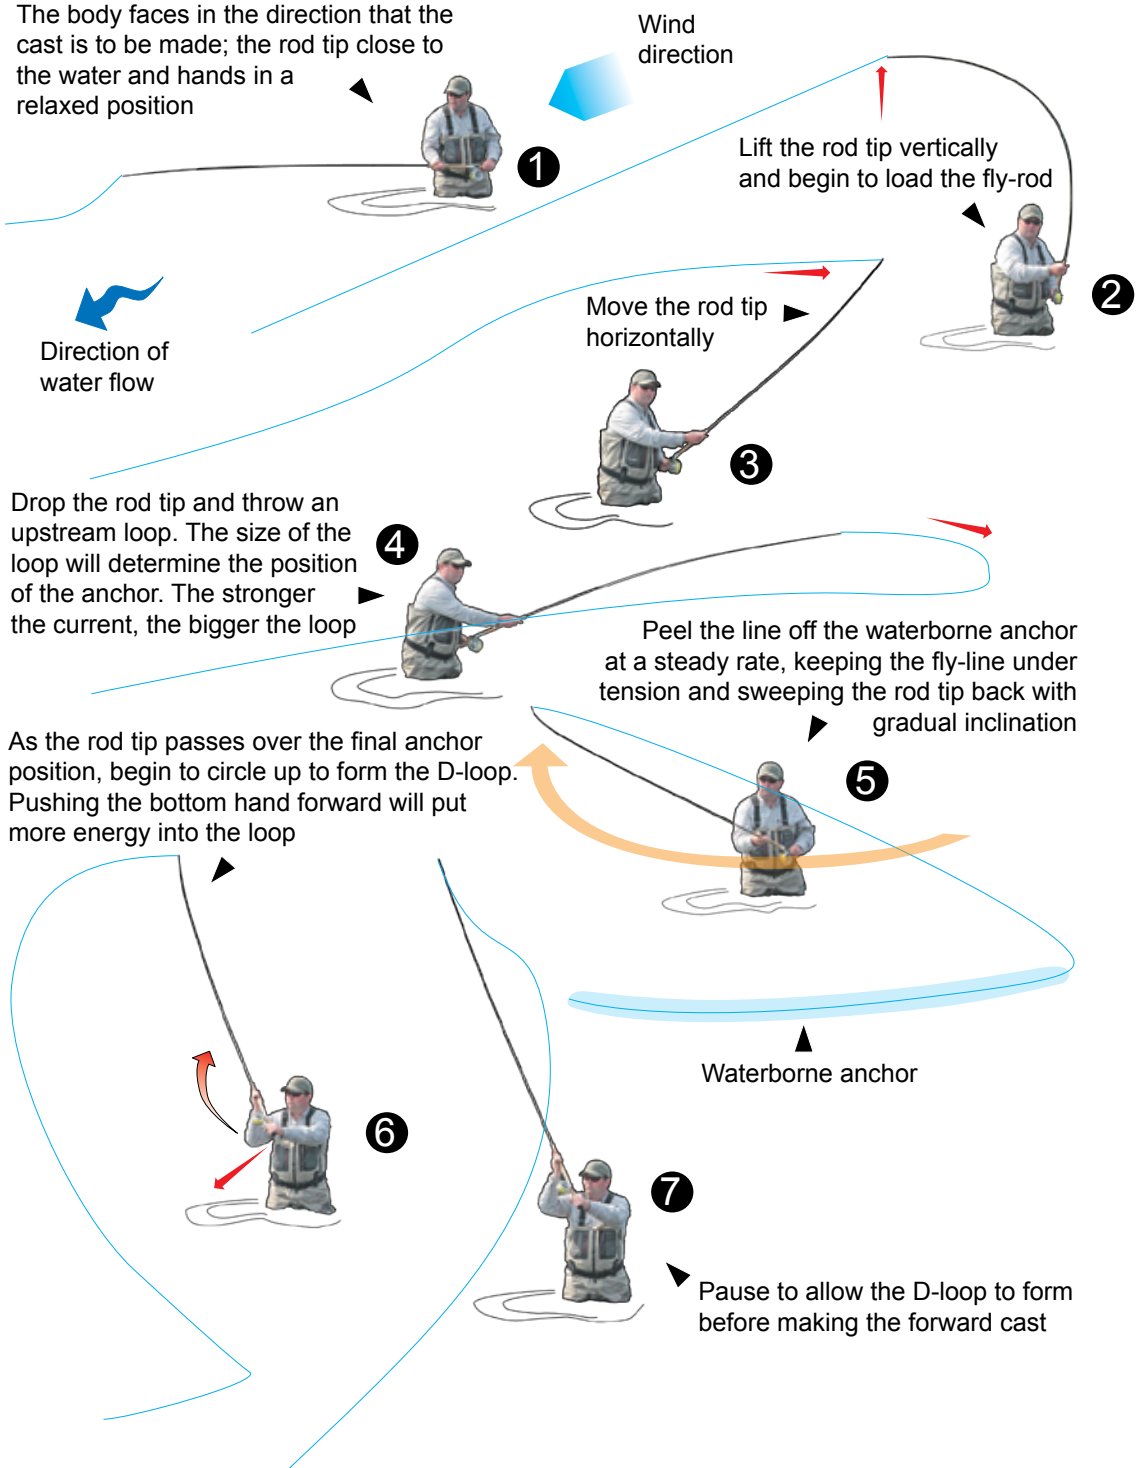 The body faces in the direction that the
cast is to be made; the rod tip close to
the water and hands in a
relaxed position
Wind
direction
1
Lift the rod tip vertically
and begin to load the fly-rod
2
Direction of
water flow
Move the rod tip
horizontally
3
Drop the rod tip and throw an
upstream loop. The size of the
loop will determine the position
of the anchor. The stronger
the current, the bigger the loop
4
Peel the line off the waterborne anchor
at a steady rate, keeping the fly-line under
tension and sweeping the rod tip back with
gradual inclination
5
As the rod tip passes over the final anchor
position, begin to circle up to form the D-loop.
Pushing the bottom hand forward will put
more energy into the loop
Waterborne anchor
6
7
Pause to allow the D-loop to form
before making the forward cast